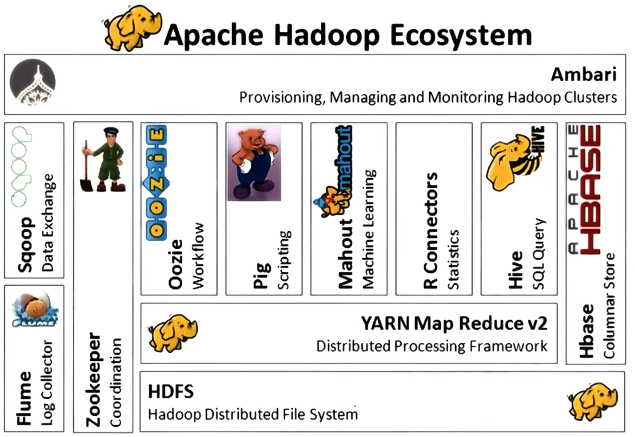 Apache Hadoop Ecosystem
Ambari
Provisioning, Managing and Monitoring Hadoop Clusters
sqoop
Sqoop
Data Exchange
FLUME
Flume
Log Collector
Zookeeper
Coordination
OOZIE
Oozie
Workflow
Pig
Scripting
mahout
Mahout
Machine Learning
R Connectors
Statistics
HIVE
Hive
SQL Query
APACHE
HBASE
Hbase
Columnar Store
YARN Map Reduce v2
Distributed Processing Framework
HDFS
Hadoop Distributed File System